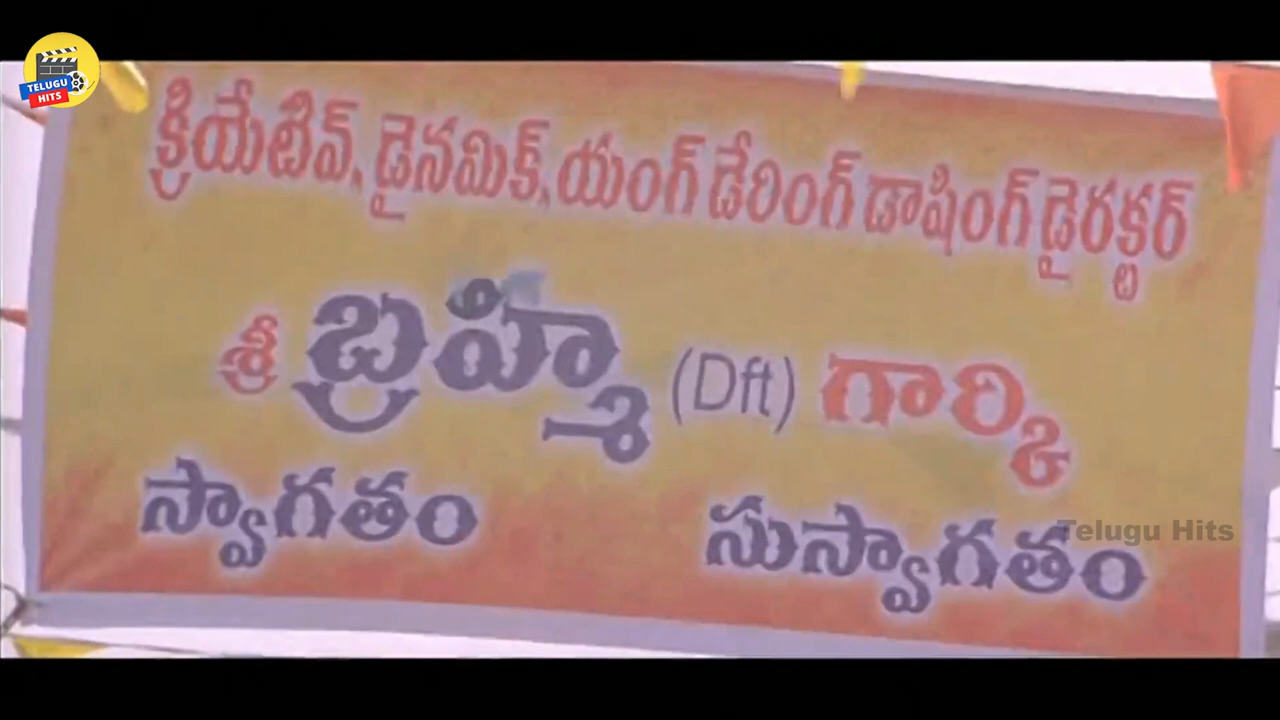 TELUGU
HITS
క్రియేటివ్, డైనమిక్, యంగ్ డేరింగ్ డాషింగ్ డైరక్టర్
శ్రీ బ్రహ్మి (Dft) గార్కి
స్వాగతం సుస్వాగతం
Telugu Hits